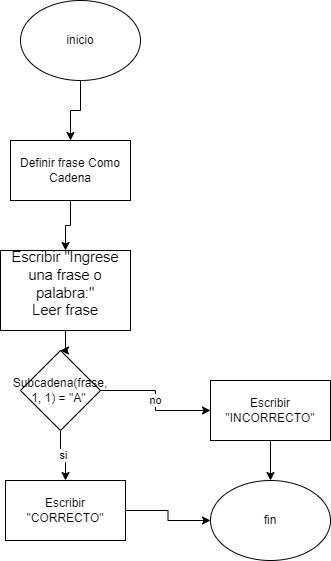 inicio
Definir frase Como
Cadena
Escribir "Ingrese
una frase o
palabra:"
Leer frase
Subcadena(frase,
1, 1) = "A"
no
si
Escribir
"INCORRECTO"
Escribir
"CORRECTO"
fin